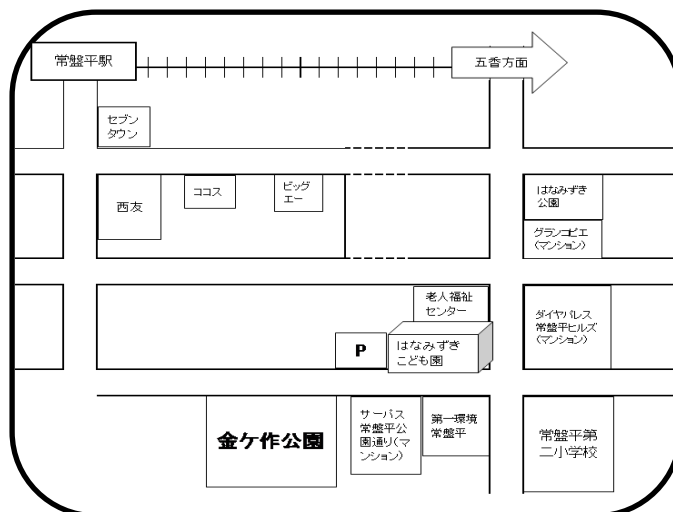 常盤平駅
五香方面
セブン
タウン
西友
ココス
ビッグ
エー
はなみずき
公園
グランコピエ
(マンション)
老人福祉
センター
ダイヤパレス
常盤平ヒルズ
(マンション)
P
はなみずき
こども園
金ケ作公園
サーパス
常盤平公
園通り(マ
ンション)
第一環境
常盤平
常盤平第
二小学校